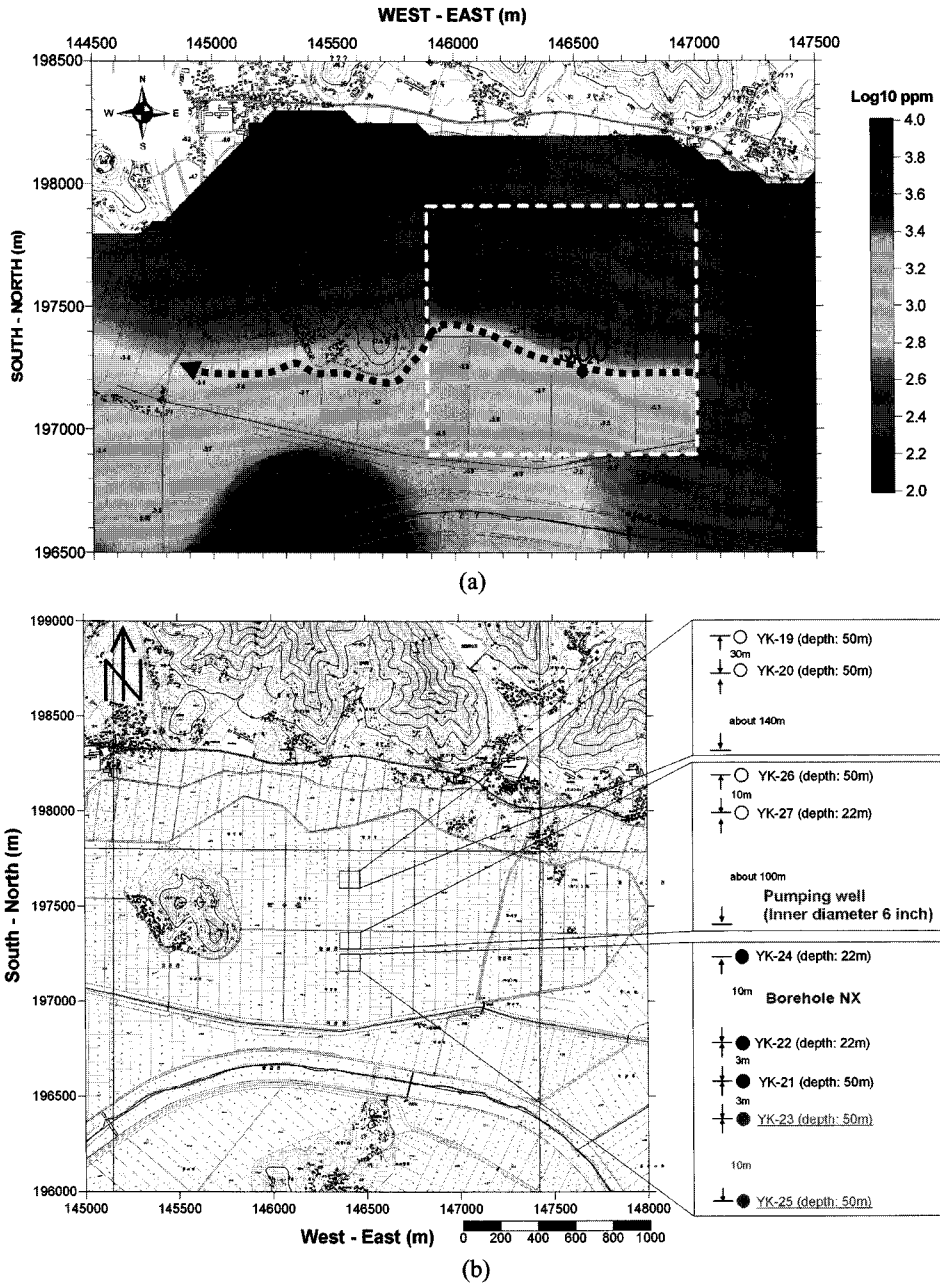 WEST - EAST (m)
144500 145000 145500 146000 146500 147000 147500
198500
198000
197500
197000
196500
SOUTH - NORTH (m)
N
W E
S
500
Log10 ppm
4.0
3.8
3.6
3.4
3.2
3.0
2.8
2.6
2.4
2.2
2.0
(a)
199000
198500
198000
197500
197000
196500
196000
South - North (m)
N
145000 145500 146000 146500 147000 147500 148000
West - East (m)
0 200 400 600 800 1000
YK-19 (depth: 50m)
30m
YK-20 (depth: 50m)
about 140m
YK-26 (depth: 50m)
10m
YK-27 (depth: 22m)
about 100m
Pumping well
(Inner diameter 6 inch)
YK-24 (depth: 22m)
10m
Borehole NX
YK-22 (depth: 22m)
3m
YK-21 (depth: 50m)
3m
YK-23 (depth: 50m)
10m
YK-25 (depth: 50m)
(b)